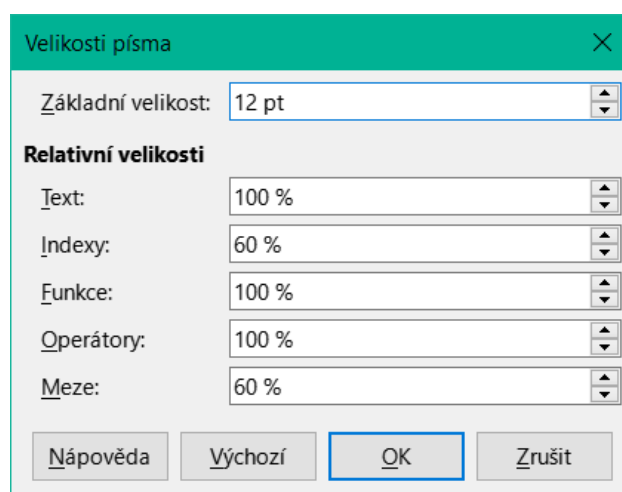 Velikosti písma
Základní velikost: 12 pt
Relativní velikosti
Text: 100 %
Indexy: 60 %
Funkce: 100 %
Operátory: 100 %
Meze: 60 %
Nápověda Výchozí OK Zrušit